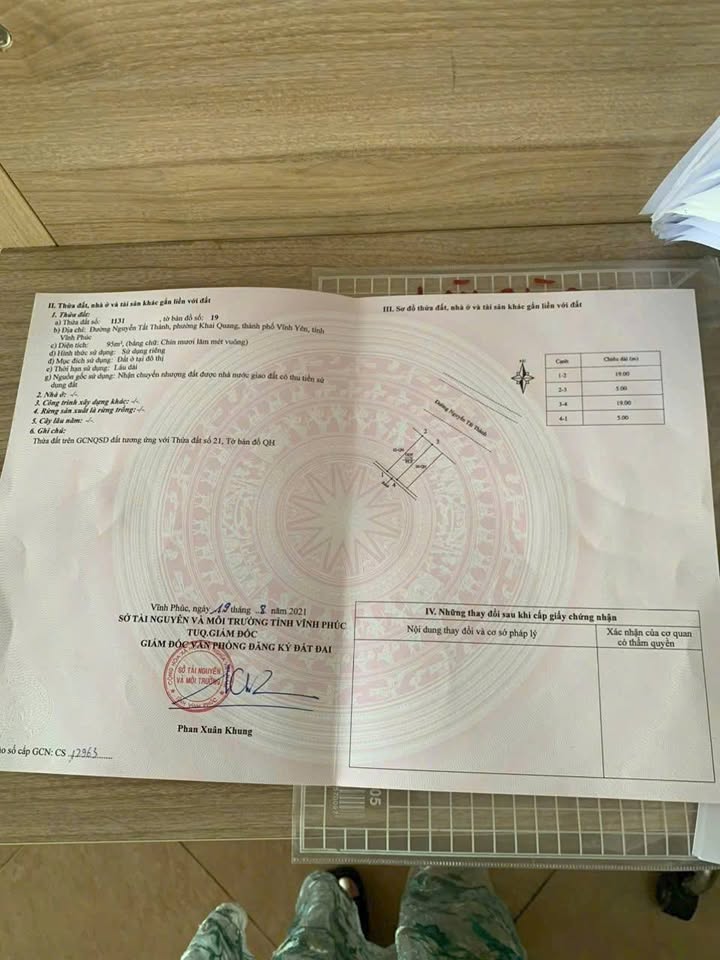 II. Thửa đất, nhà ở và tài sản khác gắn liền với đất
1. Thửa đất:
a) Thửa đất số: 1131 , tờ bản đồ số: 19
b) Địa chỉ: Đường Nguyễn Tất Thành, phường Khai Quang, thành phố Vĩnh Yên, tỉnh
Vĩnh Phúc
c) Diện tích: 95m², (bằng chữ: Chín mươi lăm mét vuông)
d) Hình thức sử dụng: Sử dụng riêng
đ) Mục đích sử dụng: Đất ở tại đô thị
e) Thời hạn sử dụng: Lâu dài
g) Nguồn gốc sử dụng: Nhận chuyển nhượng đất được nhà nước giao đất có thu tiền sử
dụng đất
2. Nhà ở: -/-
3. Công trình xây dựng khác: -/-
4. Rừng sản xuất là rừng trồng: -/-
5. Cây lâu năm: -/-
6. Ghi chú:
Thửa đất trên GCNQSD đất tương ứng với Thửa đất số 21, Tờ bản đồ QH
Vĩnh Phúc, ngày 19 tháng 8 năm 2021
SỞ TÀI NGUYÊN VÀ MÔI TRƯỜNG TỈNH VĨNH PHÚC
TUQ.GIÁM ĐỐC
GIÁM ĐỐC VĂN PHÒNG ĐĂNG KÝ ĐẤT ĐAI
SỞ TÀI NGUYÊN
VÀ MÔI TRƯỜNG
Phan Xuân Khung
ào sổ cấp GCN: CS 12963
III. Sơ đồ thửa đất, nhà ở và tài sản khác gắn liền với đất
Cạnh Chiều dài (m)
1-2 19.00
2-3 5.00
3-4 19.00
4-1 5.00
Đường Nguyễn Tất Thành
2
3
1
4
IV. Những thay đổi sau khi cấp giấy chứng nhận
Nội dung thay đổi và cơ sở pháp lý
Xác nhận của cơ quan
có thẩm quyền